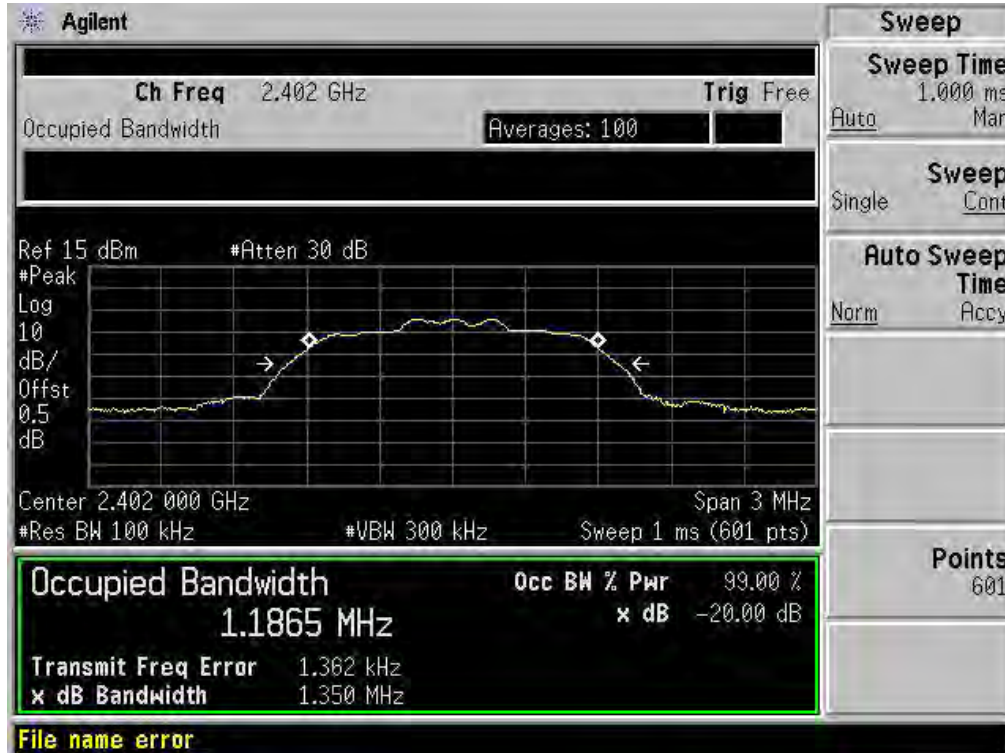 Agilent
Ch Freq 2.402 GHz Trig Free
Occupied Bandwidth Averages: 100
Ref 15 dBm #Atten 30 dB
#Peak
Log
10
dB/
Offst
0.5
dB
Center 2.402 000 GHz Span 3 MHz
#Res BW 100 kHz #VBW 300 kHz Sweep 1 ms (601 pts)
Occupied Bandwidth
1.1865 MHz
Occ BW % Pwr 99.00 %
x dB -20.00 dB
Transmit Freq Error 1.362 kHz
x dB Bandwidth 1.350 MHz
File name error
Sweep
Sweep Time
1.000 ms
Auto Man
Sweep
Single Cont
Auto Sweep
Time
Norm Accy
Points
601